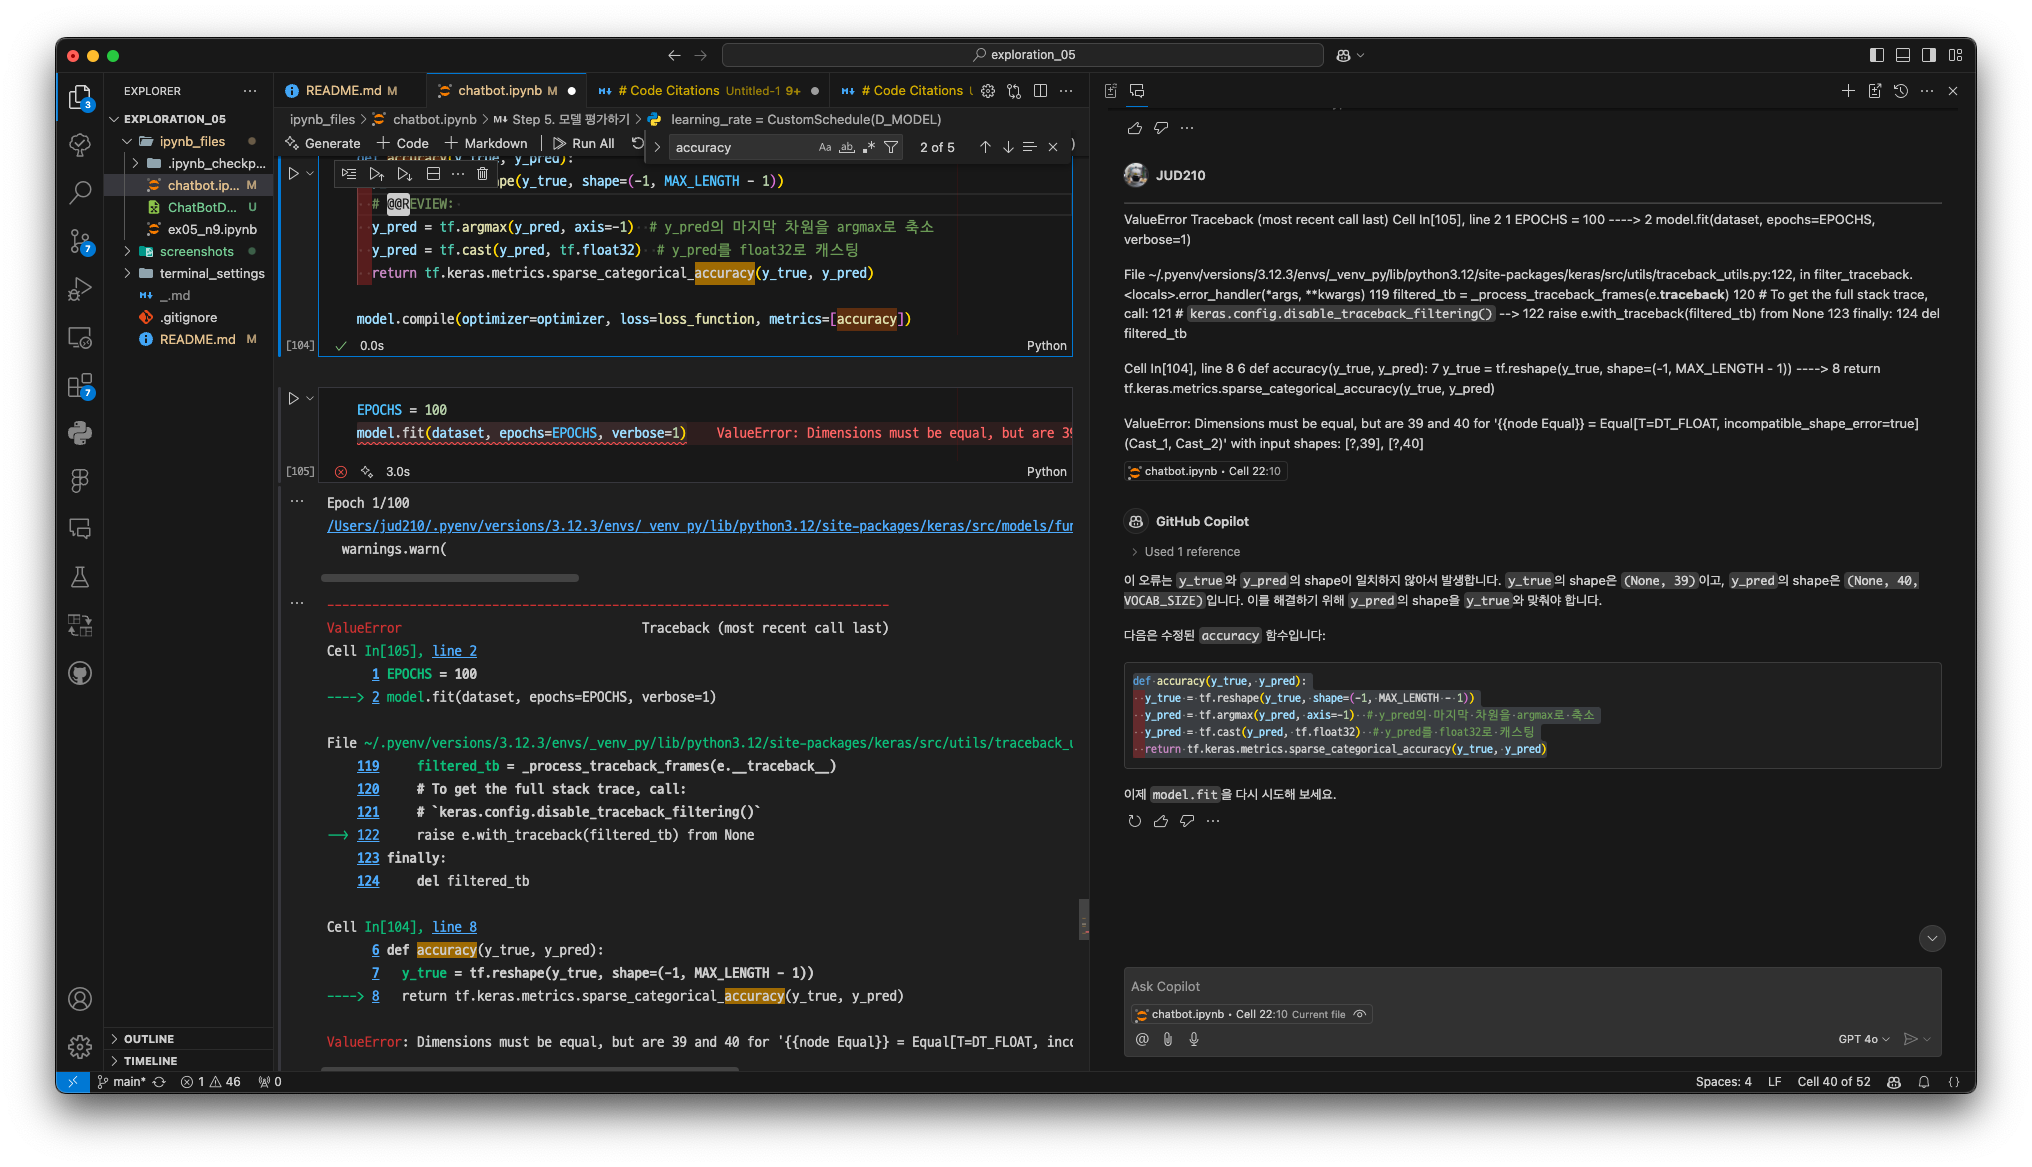 exploration_05
EXPLORER
EXPLORATION_05
ipynb_files
.ipynb_checkp...
chatbot.ip... M
ChatBotD... U
ex05_n9.ipynb
screenshots
terminal_settings
_.md
.gitignore
README.md M
OUTLINE
TIMELINE
README.md M
chatbot.ipynb M
# Code Citations Untitled-1 9+
# Code Citations
ipynb_files > chatbot.ipynb > Step 5. 모델 평가하기 > learning_rate = CustomSchedule(D_MODEL)
Generate + Code + Markdown Run All
accuracy
2 of 5
def accuracy(y_true, y_pred):
pe(y_true, shape=(-1, MAX_LENGTH - 1))
# @@REVIEW:
y_pred = tf.argmax(y_pred, axis=-1) # y_pred의 마지막 차원을 argmax로 축소
y_pred = tf.cast(y_pred, tf.float32) # y_pred를 float32로 캐스팅
return tf.keras.metrics.sparse_categorical_accuracy(y_true, y_pred)
model.compile(optimizer=optimizer, loss=loss_function, metrics=[accuracy])
[104] 0.0s Python
EPOCHS = 100
model.fit(dataset, epochs=EPOCHS, verbose=1) ValueError: Dimensions must be equal, but are 39
[105] 3.0s Python
Epoch 1/100
/Users/jud210/.pyenv/versions/3.12.3/envs/_venv_py/lib/python3.12/site-packages/keras/src/models/fun
warnings.warn(
---------------------------------------------------------------------------
ValueError Traceback (most recent call last)
Cell In[105], line 2
1 EPOCHS = 100
----> 2 model.fit(dataset, epochs=EPOCHS, verbose=1)
File ~/.pyenv/versions/3.12.3/envs/_venv_py/lib/python3.12/site-packages/keras/src/utils/traceback_u
119 filtered_tb = _process_traceback_frames(e.__traceback__)
120 # To get the full stack trace, call:
121 # `keras.config.disable_traceback_filtering()`
--> 122 raise e.with_traceback(filtered_tb) from None
123 finally:
124 del filtered_tb
Cell In[104], line 8
6 def accuracy(y_true, y_pred):
7 y_true = tf.reshape(y_true, shape=(-1, MAX_LENGTH - 1))
----> 8 return tf.keras.metrics.sparse_categorical_accuracy(y_true, y_pred)
ValueError: Dimensions must be equal, but are 39 and 40 for '{{node Equal}} = Equal[T=DT_FLOAT, inco
JUD210
ValueError Traceback (most recent call last) Cell In[105], line 2 1 EPOCHS = 100 ----> 2 model.fit(dataset, epochs=EPOCHS,
verbose=1)
File ~/.pyenv/versions/3.12.3/envs/_venv_py/lib/python3.12/site-packages/keras/src/utils/traceback_utils.py:122, in filter_traceback.
<locals>.error_handler(*args, **kwargs) 119 filtered_tb = _process_traceback_frames(e.traceback) 120 # To get the full stack trace,
call: 121 # keras.config.disable_traceback_filtering() --> 122 raise e.with_traceback(filtered_tb) from None 123 finally: 124 del
filtered_tb
Cell In[104], line 8 6 def accuracy(y_true, y_pred): 7 y_true = tf.reshape(y_true, shape=(-1, MAX_LENGTH - 1)) ----> 8 return
tf.keras.metrics.sparse_categorical_accuracy(y_true, y_pred)
ValueError: Dimensions must be equal, but are 39 and 40 for '{{node Equal}} = Equal[T=DT_FLOAT, incompatible_shape_error=true]
(Cast_1, Cast_2)' with input shapes: [?,39], [?,40]
chatbot.ipynb • Cell 22:10
GitHub Copilot
> Used 1 reference
이 오류는 y_true와 y_pred의 shape이 일치하지 않아서 발생합니다. y_true의 shape은 (None, 39)이고, y_pred의 shape은 (None, 40,
VOCAB_SIZE)입니다. 이를 해결하기 위해 y_pred의 shape을 y_true와 맞춰야 합니다.
다음은 수정된 accuracy 함수입니다:
def accuracy(y_true, y_pred):
y_true = tf.reshape(y_true, shape=(-1, MAX_LENGTH - 1))
y_pred = tf.argmax(y_pred, axis=-1) # y_pred의 마지막 차원을 argmax로 축소
y_pred = tf.cast(y_pred, tf.float32) # y_pred를 float32로 캐스팅
return tf.keras.metrics.sparse_categorical_accuracy(y_true, y_pred)
이제 model.fit을 다시 시도해 보세요.
Ask Copilot
chatbot.ipynb • Cell 22:10 Current file
GPT 4o
main* 1 46 0
Spaces: 4 LF Cell 40 of 52